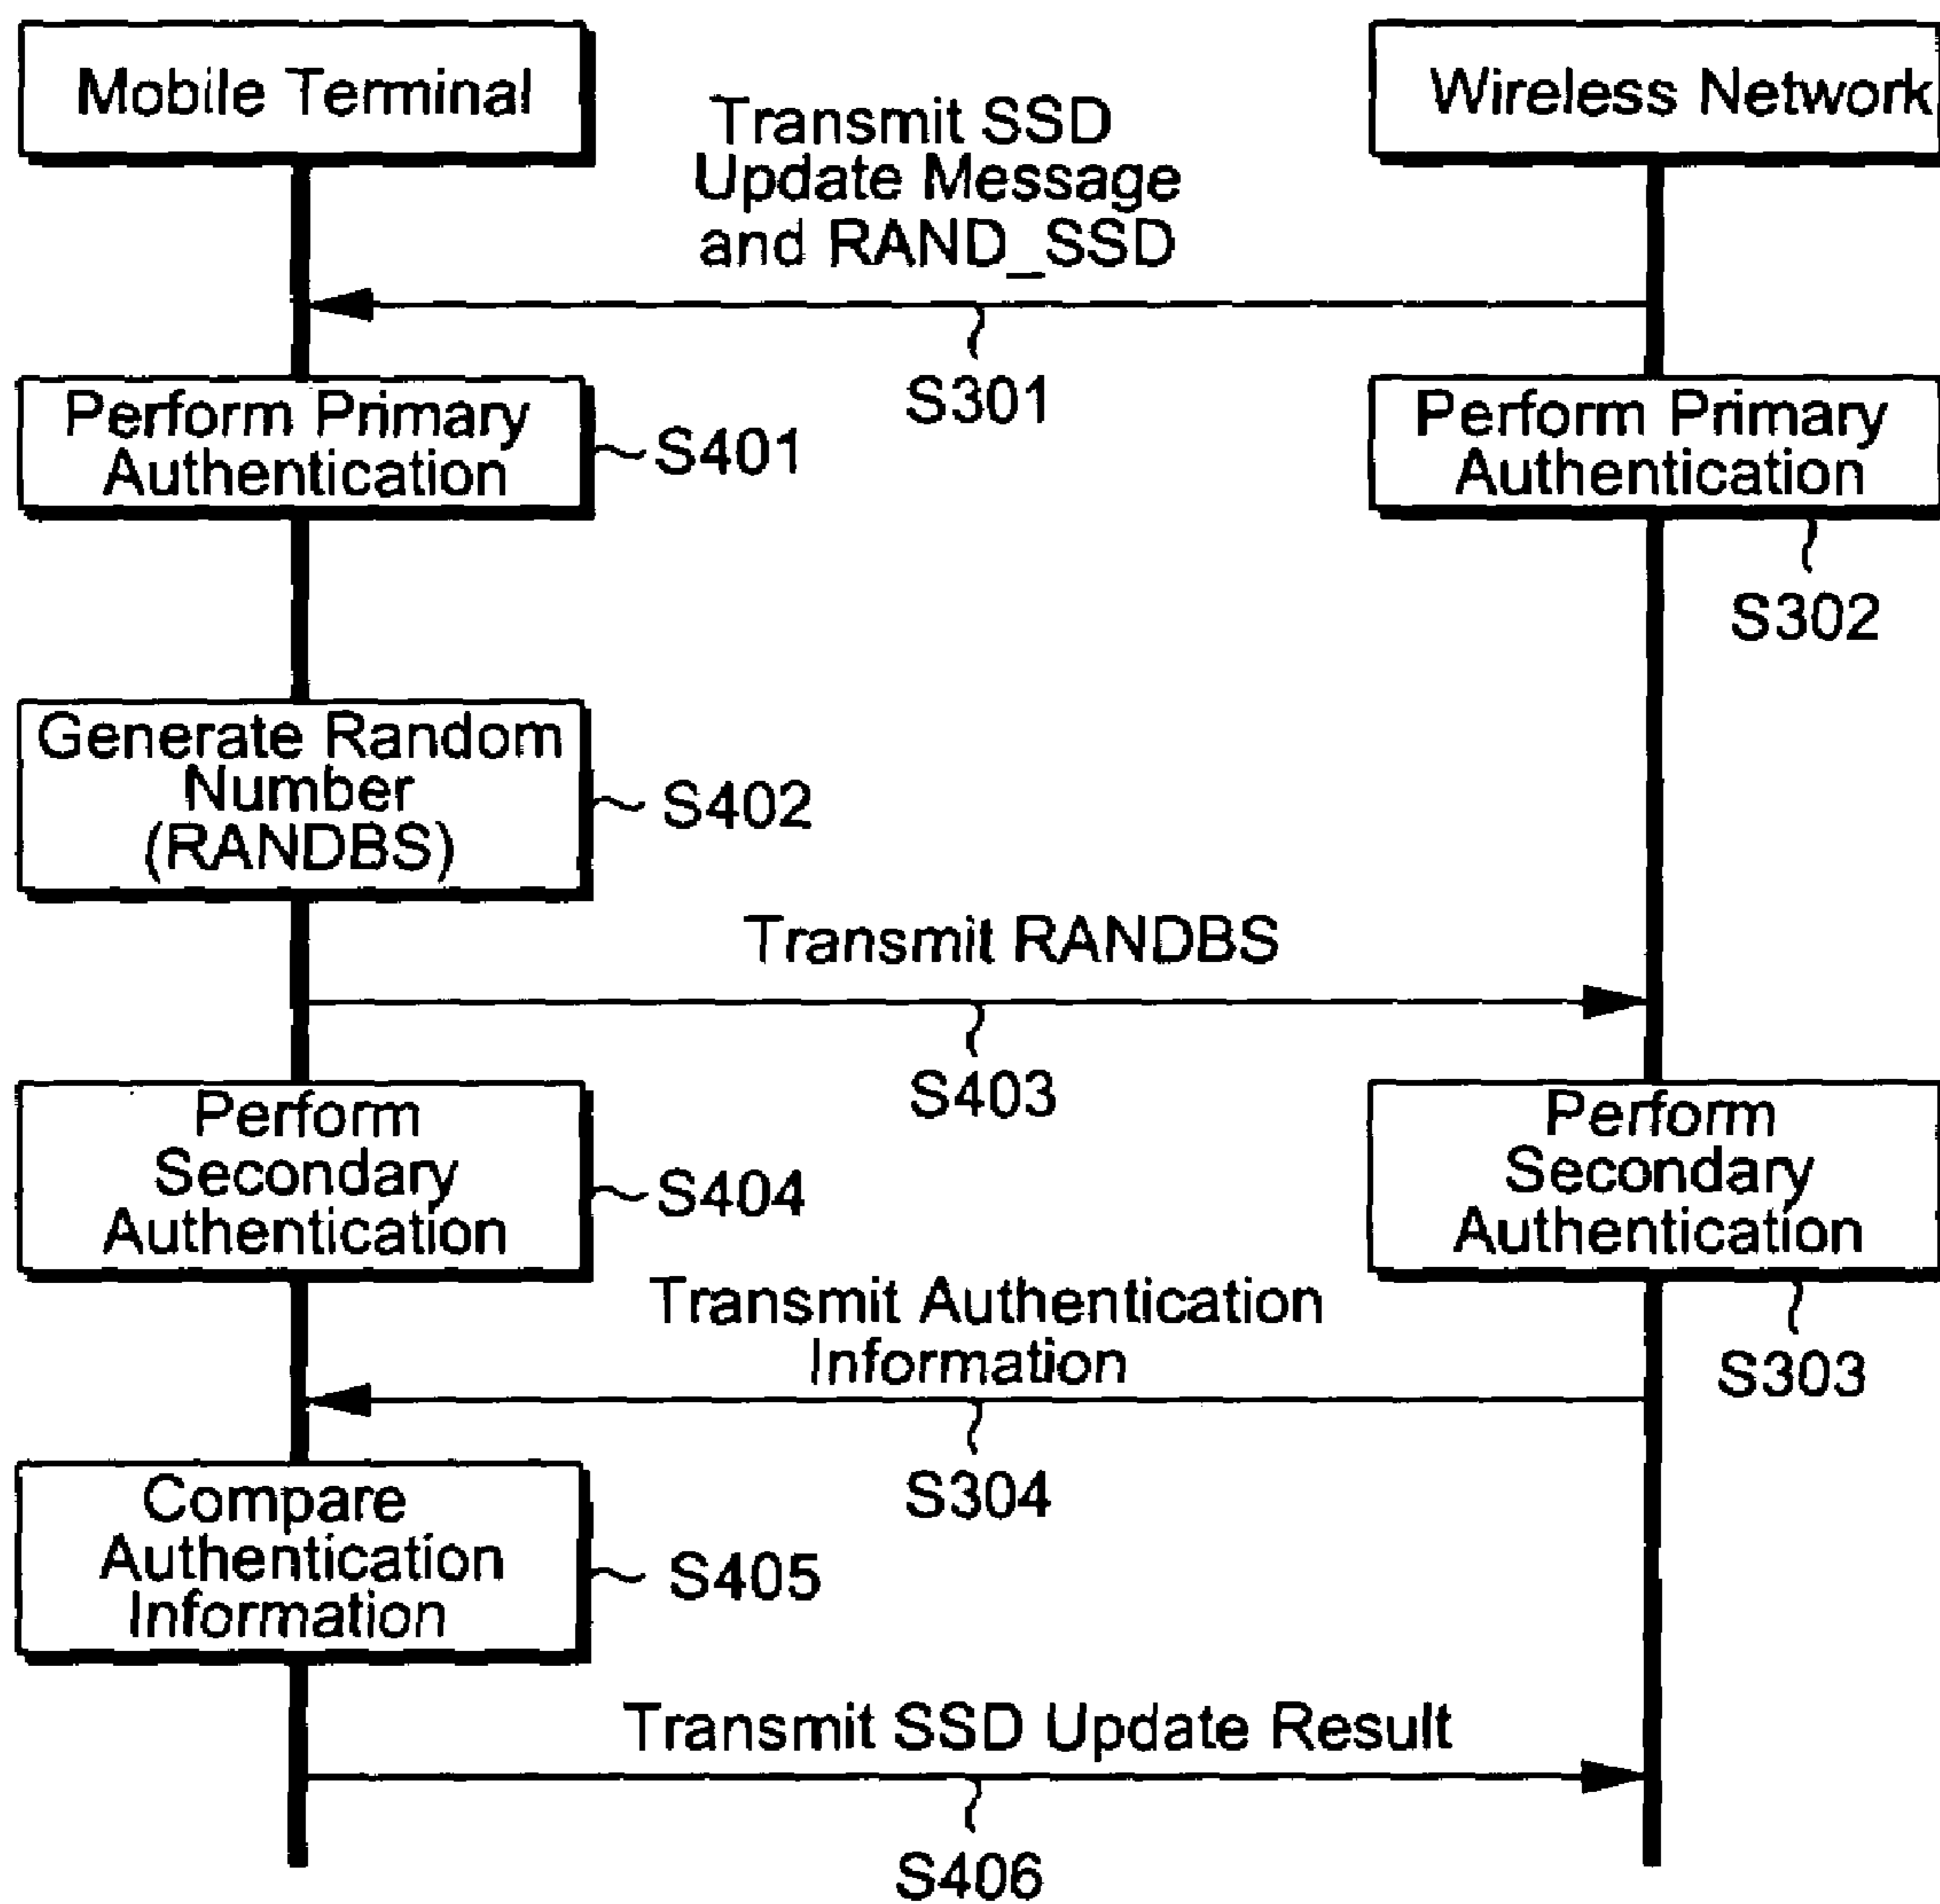 Mobile Terminal
Wireless Network
Transmit SSD
Update Message
and RAND_SSD
S301
Perform Primary
Authentication
S401
Perform Primary
Authentication
S302
Generate Random
Number
(RANDBS)
S402
Transmit RANDBS
S403
Perform
Secondary
Authentication
S404
Perform
Secondary
Authentication
S303
Transmit Authentication
Information
S304
Compare
Authentication
Information
S405
Transmit SSD Update Result
S406